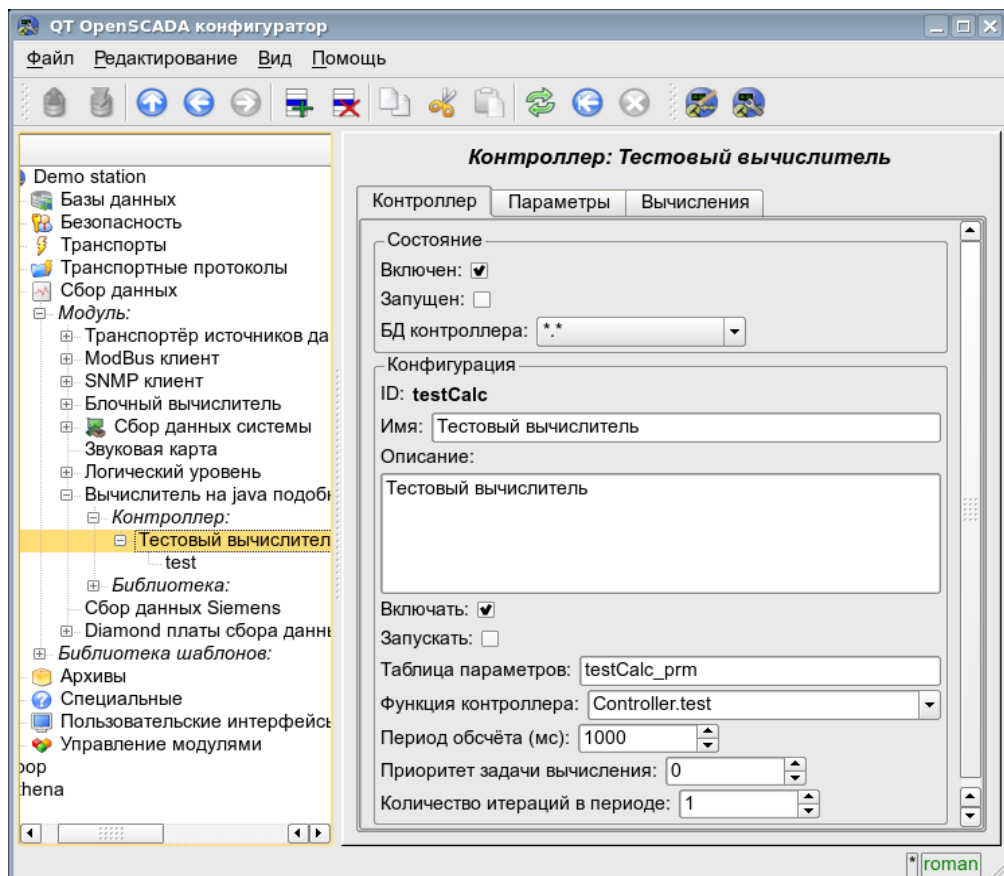 QT OpenSCADA конфигуратор
Файл Редактирование Вид Помощь
Demo station
Базы данных
Безопасность
Транспорты
Транспортные протоколы
Сбор данных
Модуль:
Транспортёр источников да
ModBus клиент
SNMP клиент
Блочный вычислитель
Сбор данных системы
Звуковая карта
Логический уровень
Вычислитель на java подобн
Контроллер:
Тестовый вычислител
test
Библиотека:
Сбор данных Siemens
Diamond платы сбора данны
Библиотека шаблонов:
Архивы
Специальные
Пользовательские интерфейсы
Управление модулями
oop
thena
Контроллер: Тестовый вычислитель
Контроллер Параметры Вычисления
Состояние
Включен:
Запущен:
БД контроллера: *.*
Конфигурация
ID: testCalc
Имя: Тестовый вычислитель
Описание:
Тестовый вычислитель
Включать:
Запускать:
Таблица параметров: testCalc_prm
Функция контроллера: Controller.test
Период обсчёта (мс): 1000
Приоритет задачи вычисления: 0
Количество итераций в периоде: 1
* roman